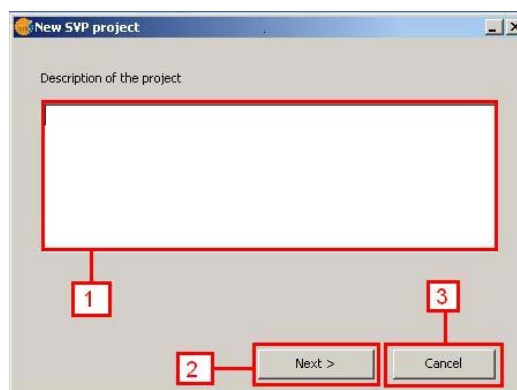 New SVP project
Description of the project
1
3
2
Next >
Cancel